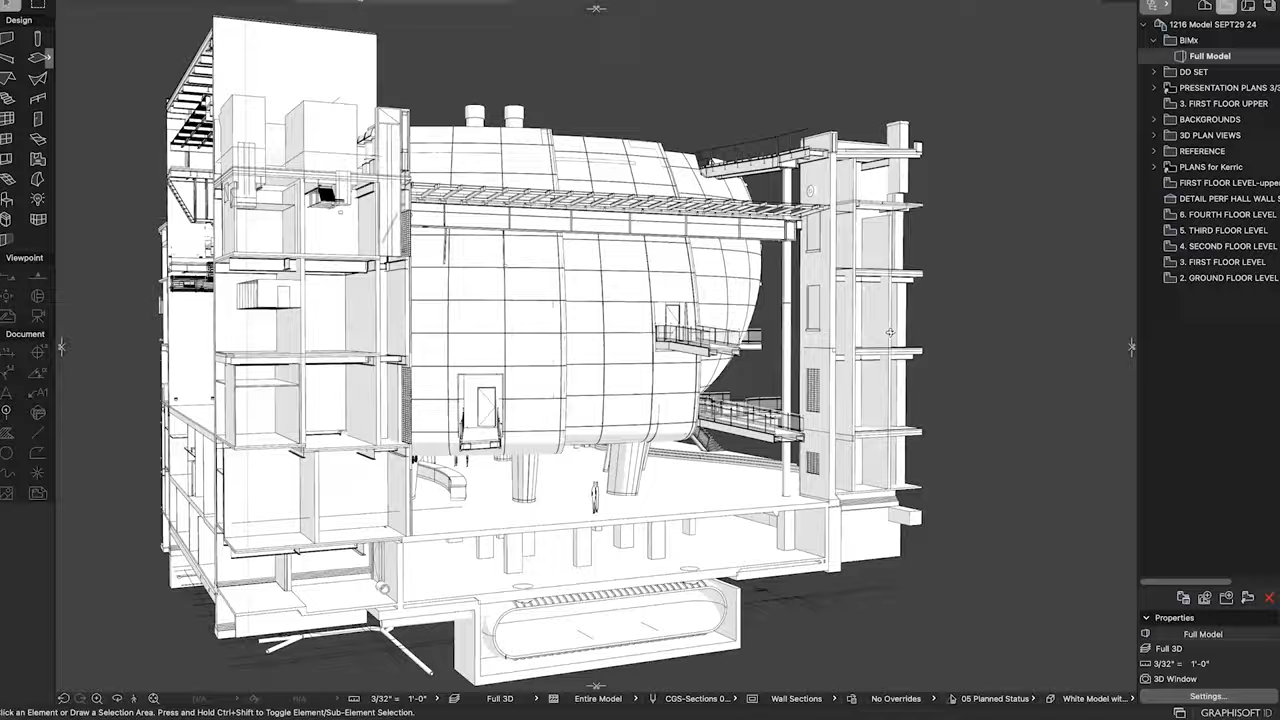 Design
1216 Model SEPT29 24
BIMx
Full Model
DD SET
PRESENTATION PLANS 3/3
3. FIRST FLOOR UPPER
BACKGROUNDS
3D PLAN VIEWS
REFERENCE
PLANS for Kerric
FIRST FLOOR LEVEL-upper
DETAIL PERF HALL WALL S
6. FOURTH FLOOR LEVEL
5. THIRD FLOOR LEVEL
4. SECOND FLOOR LEVEL
3. FIRST FLOOR LEVEL
2. GROUND FLOOR LEVEL
Viewpoint
Document
A1
Properties
Full Model
Full 3D
3/32" = 1'-0"
3D Window
Settings...
N/A
N/A
3/32" = 1'-0"
Full 3D
Entire Model
CGS-Sections 0...
Wall Sections
No Overrides
05 Planned Status
White Model wit...
Click an Element or Draw a Selection Area. Press and Hold Ctrl+Shift to Toggle Element/Sub-Element Selection.
GRAPHISOFT ID